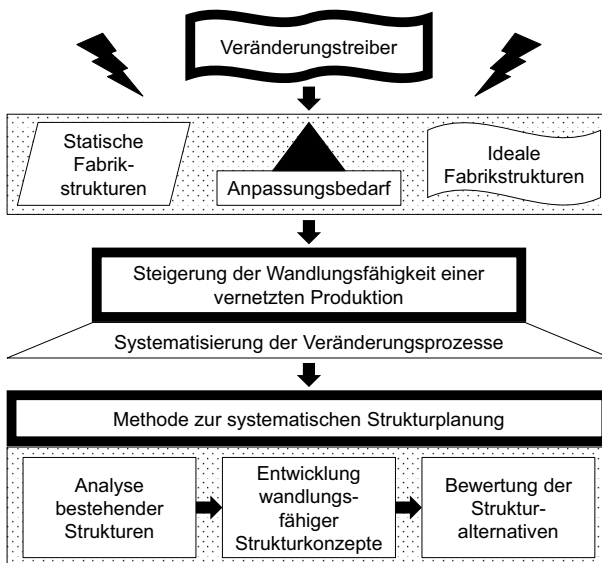 Veränderungstreiber
Statische
Fabrik-
strukturen
Anpassungsbedarf
Ideale
Fabrikstrukturen
Steigerung der Wandlungsfähigkeit einer
vernetzten Produktion
Systematisierung der Veränderungsprozesse
Methode zur systematischen Strukturplanung
Analyse
bestehender
Strukturen
Entwicklung
wandlungs-
fähiger
Strukturkonzepte
Bewertung der
Struktur-
alternativen